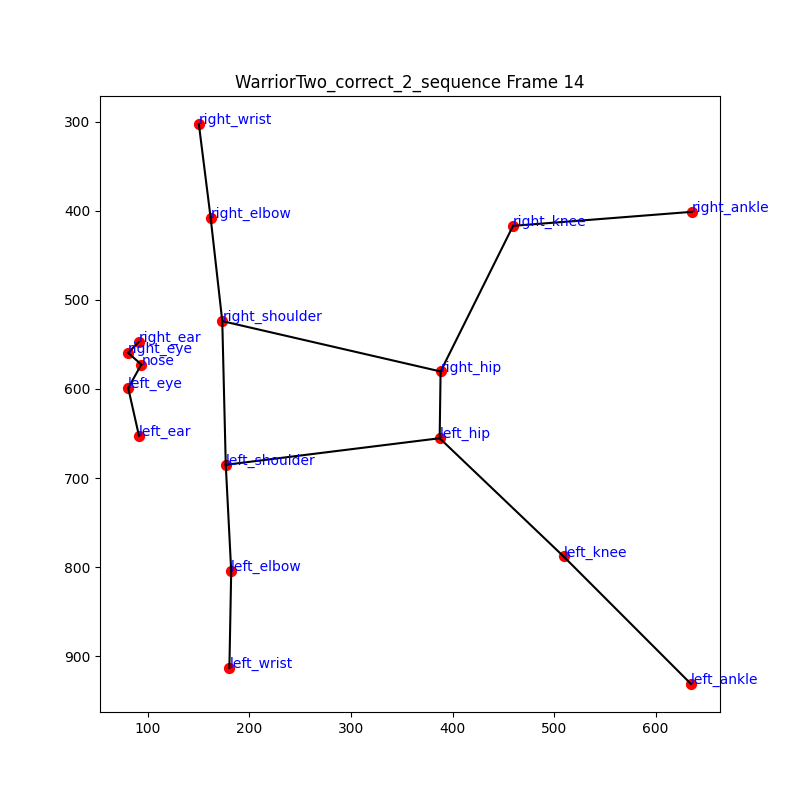 WarriorTwo_correct_2_sequence Frame 14
300
right_wrist
right_ankle
400
right_elbow
right_knee
500
right_shoulder
right_ear
right_eye
nose
right_hip
600
left_eye
left_ear
left_hip
left_shoulder
700
left_knee
800
left_elbow
900
left_wrist
left_ankle
100 200 300 400 500 600